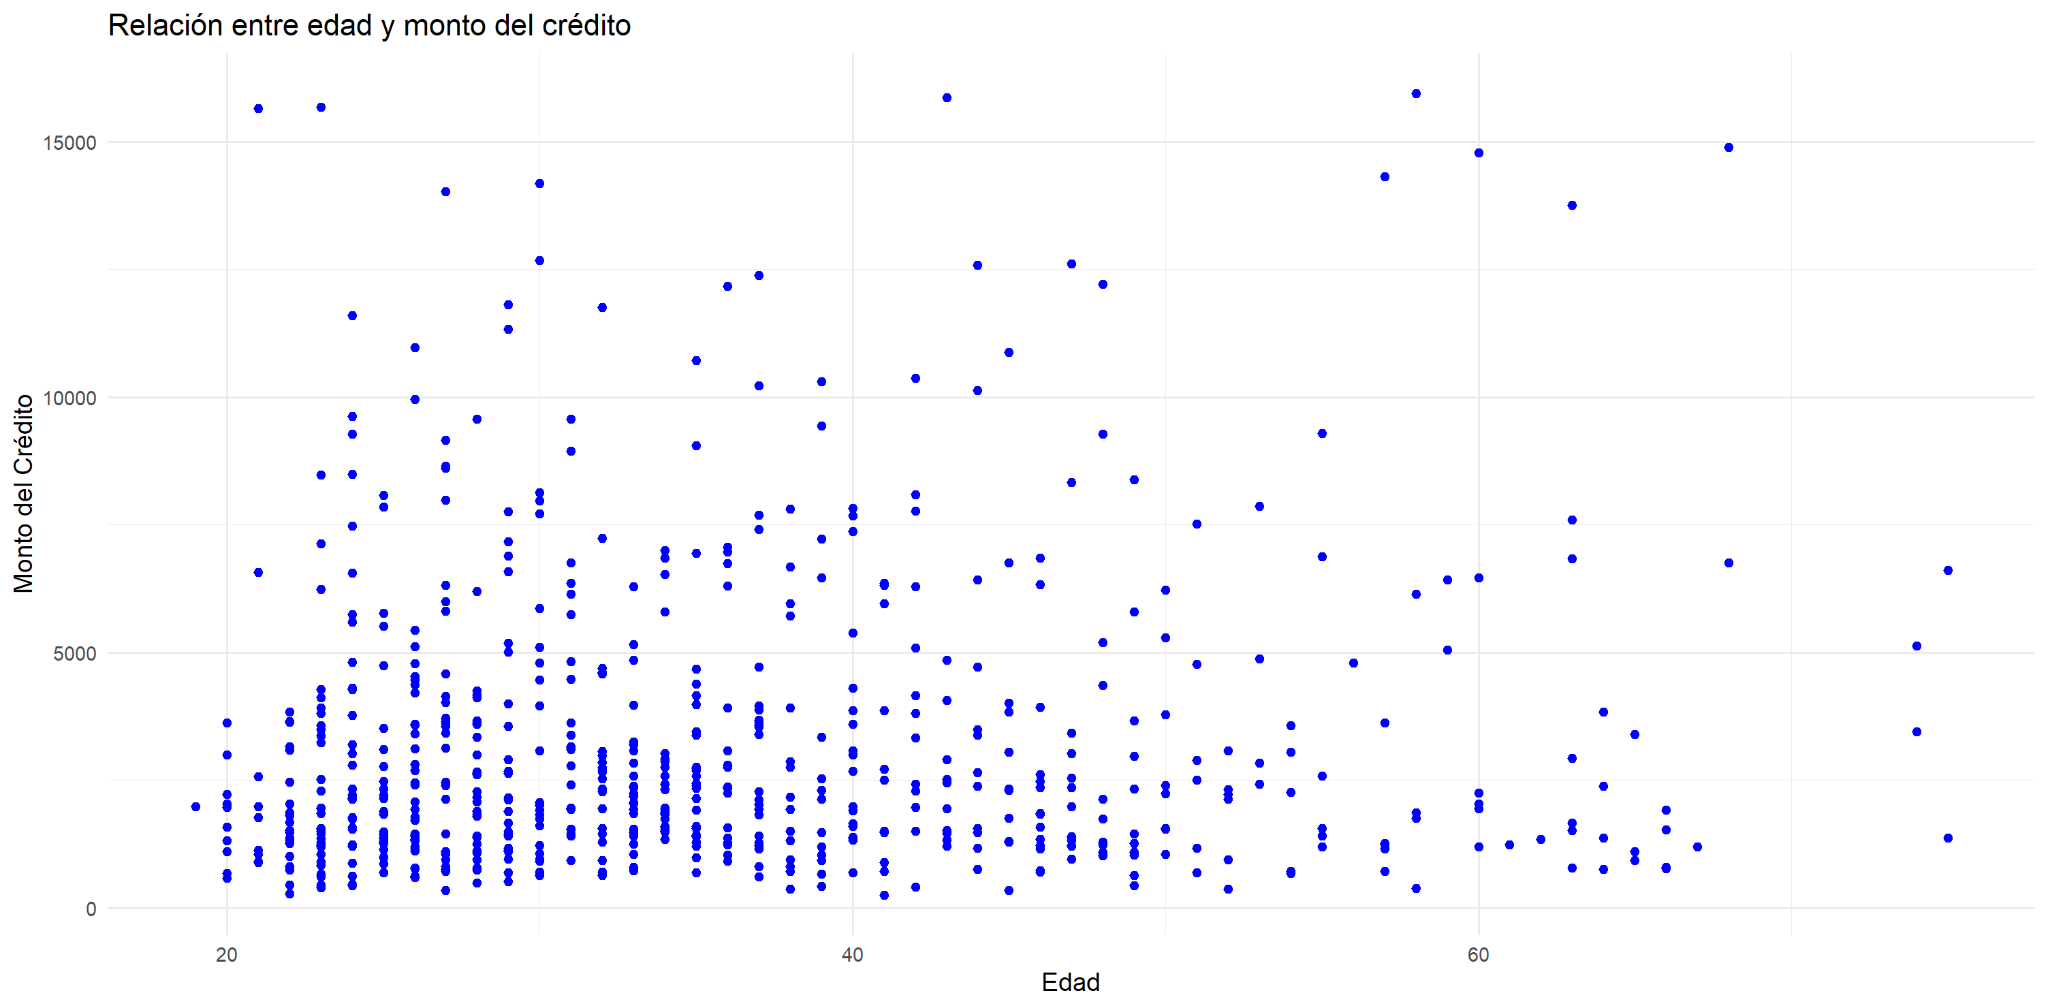 Relación entre edad y monto del crédito
Monto del Crédito
15000
10000
5000
0
20
40
60
Edad